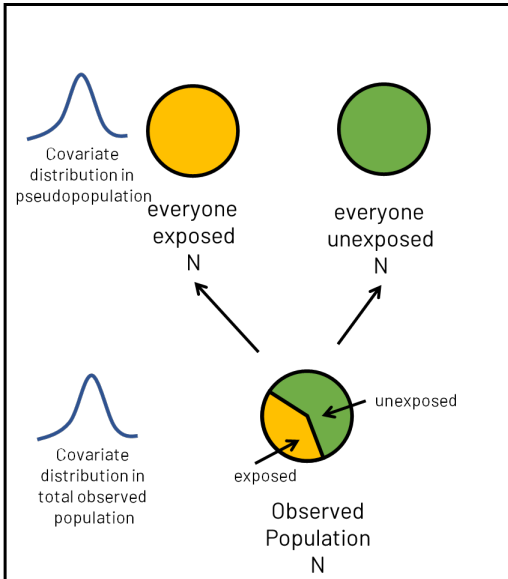 Covariate
distribution in
pseudopopulation
everyone
exposed
N
everyone
unexposed
N
unexposed
exposed
Covariate
distribution in
total observed
population
Observed
Population
N